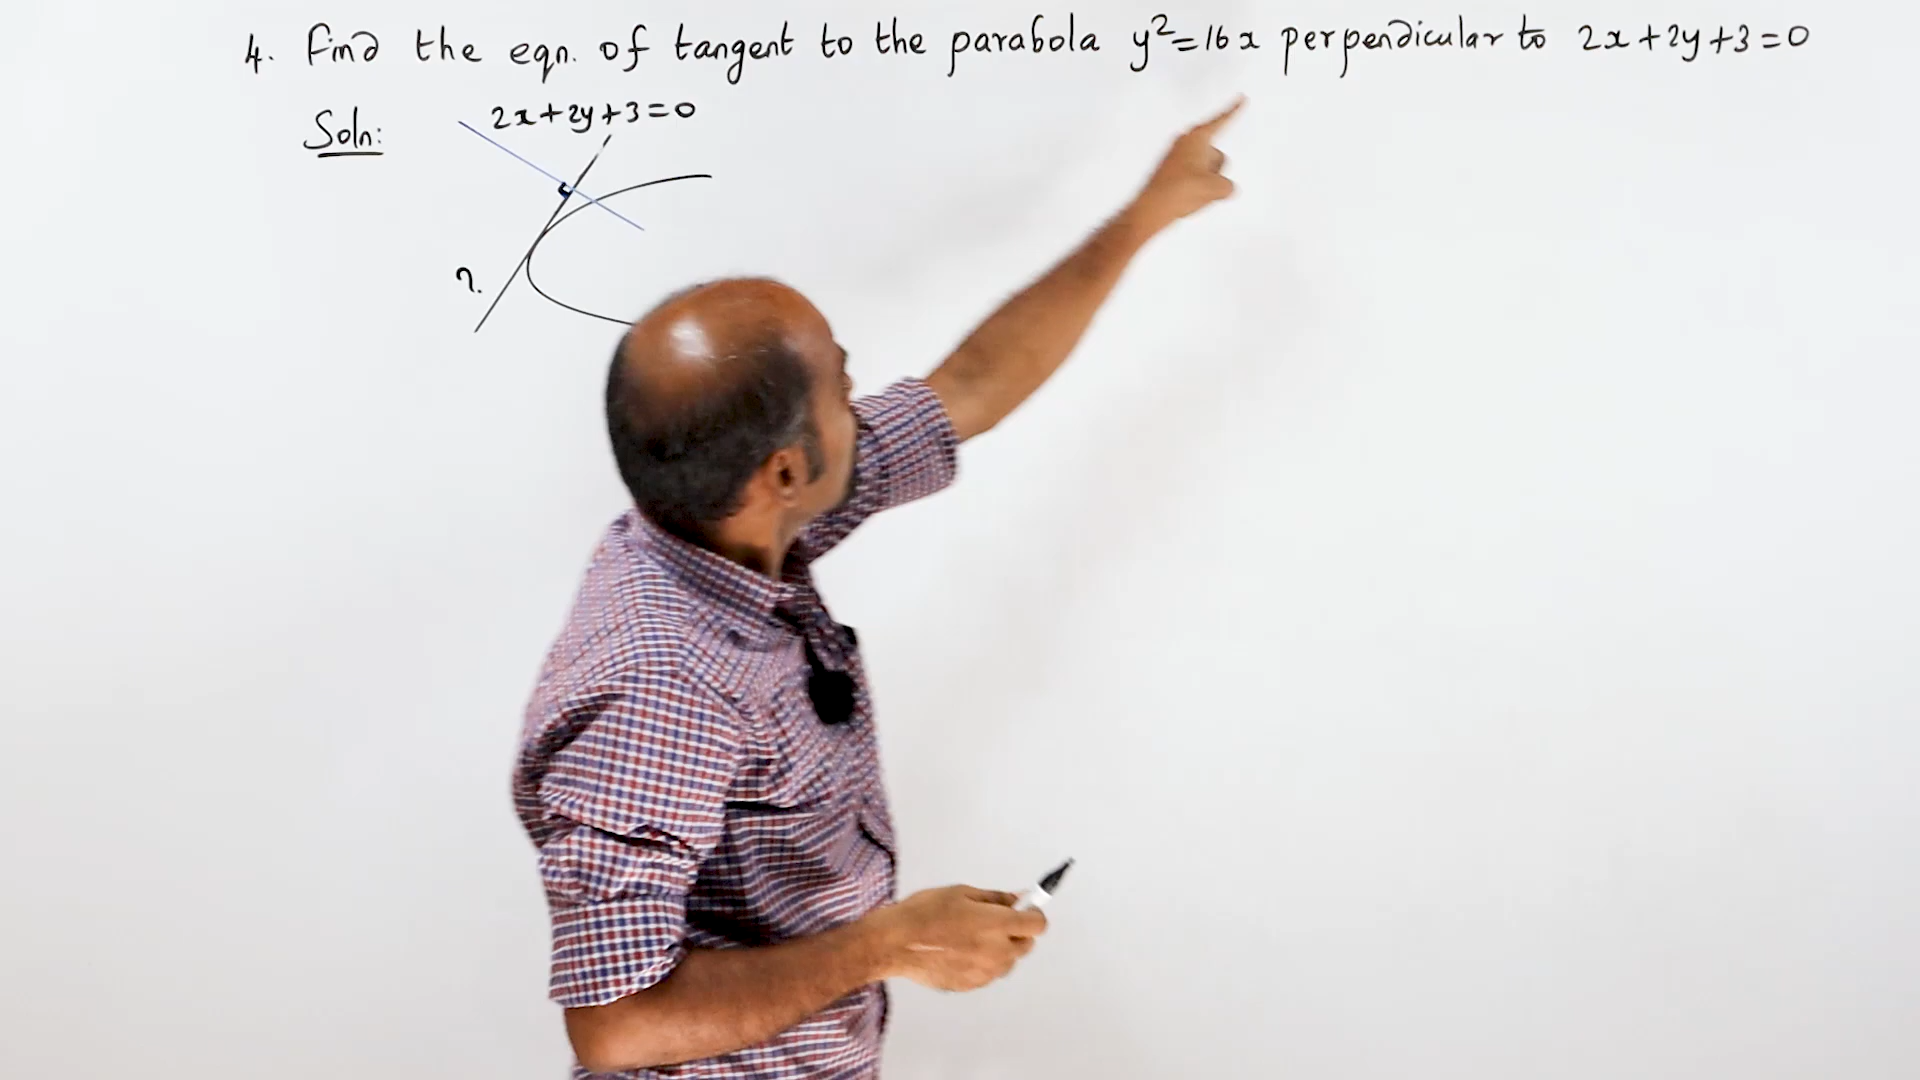 4. Find the eqn. of tangent to the parabola y²=16x perpendicular to 2x+2y+3=0
Soln:
2x+2y+3=0
?.